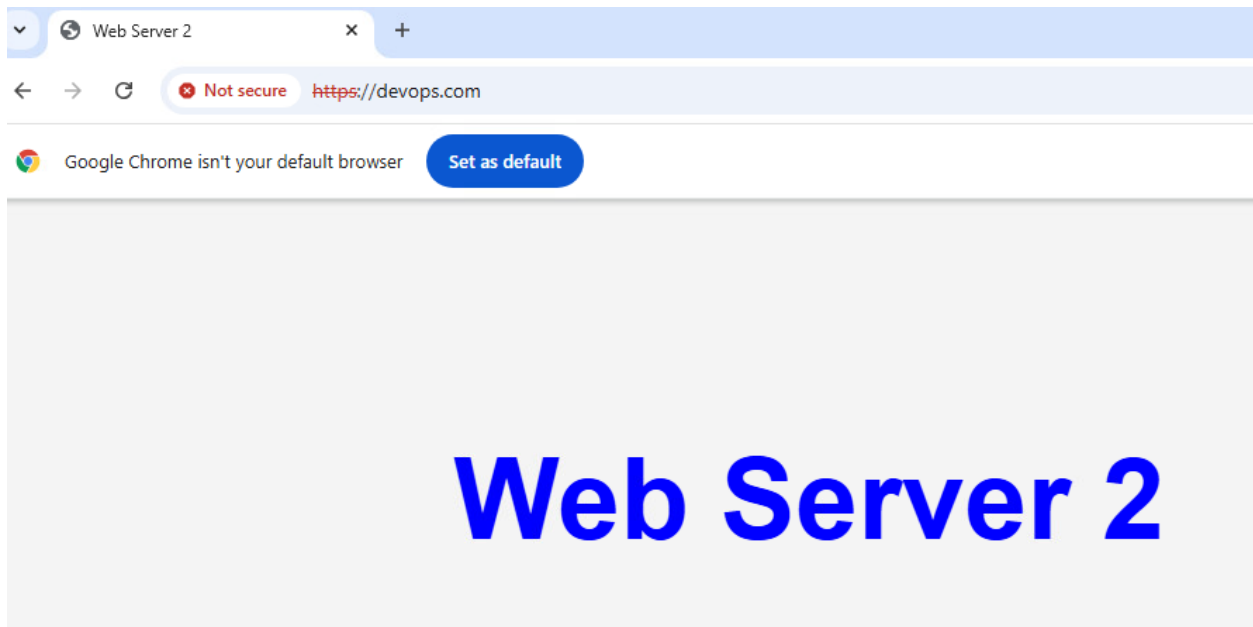 Web Server 2
Not secure https://devops.com
Google Chrome isn't your default browser Set as default
Web Server 2